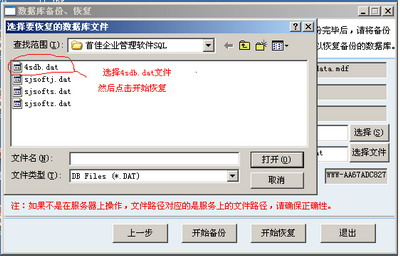 数据库备份、恢复
选择要恢复的数据库文件
查找范围(I):
首佳企业管理软件SQL
4sdb.dat
sjsoftj.dat
sjsofts.dat
sjsoftz.dat
选择4sdb.dat文件
然后点击开始恢复
文件名(N):
打开(O)
文件类型(T):
DB Files (*.DAT)
取消
份完毕后，请将备份
以恢复备份的数据库。
data.mdf
选择(S)
at
选择文件
WWW-AA67ADC827
注：如果不是在服务器上操作，文件路径对应的是服务上的文件路径，请确保正确性。
上一步
开始备份
开始恢复
退出